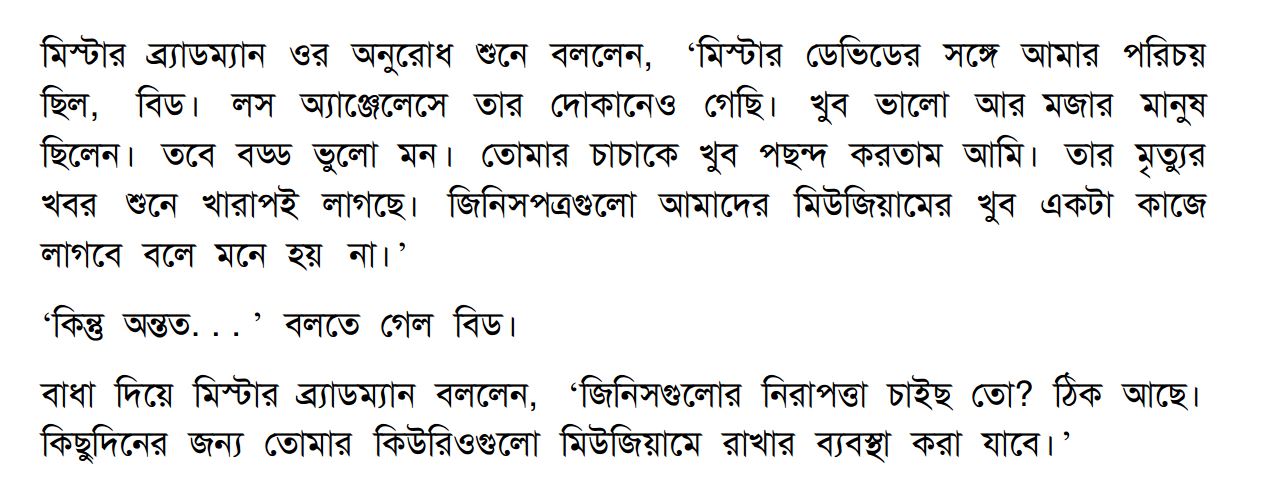 মিস্টার ব্র্যাডম্যান ওর অনুরোধ শুনে বললেন, ‘মিস্টার ডেভিডের সঙ্গে আমার পরিচয়
ছিল, বিড। লস অ্যাঞ্জেলেসে তার দোকানেও গেছি। খুব ভালো আর মজার মানুষ
ছিলেন। তবে বড্ড ভুলো মন। তোমার চাচাকে খুব পছন্দ করতাম আমি। তার মৃত্যুর
খবর শুনে খারাপই লাগছে। জিনিসপত্রগুলো আমাদের মিউজিয়ামের খুব একটা কাজে
লাগবে বলে মনে হয় না।’
‘কিন্তু অন্তত. . . ’ বলতে গেল বিড।
বাধা দিয়ে মিস্টার ব্র্যাডম্যান বললেন, ‘জিনিসগুলোর নিরাপত্তা চাইছ তো? ঠিক আছে।
কিছুদিনের জন্য তোমার কিউরিওগুলো মিউজিয়ামে রাখার ব্যবস্থা করা যাবে।’